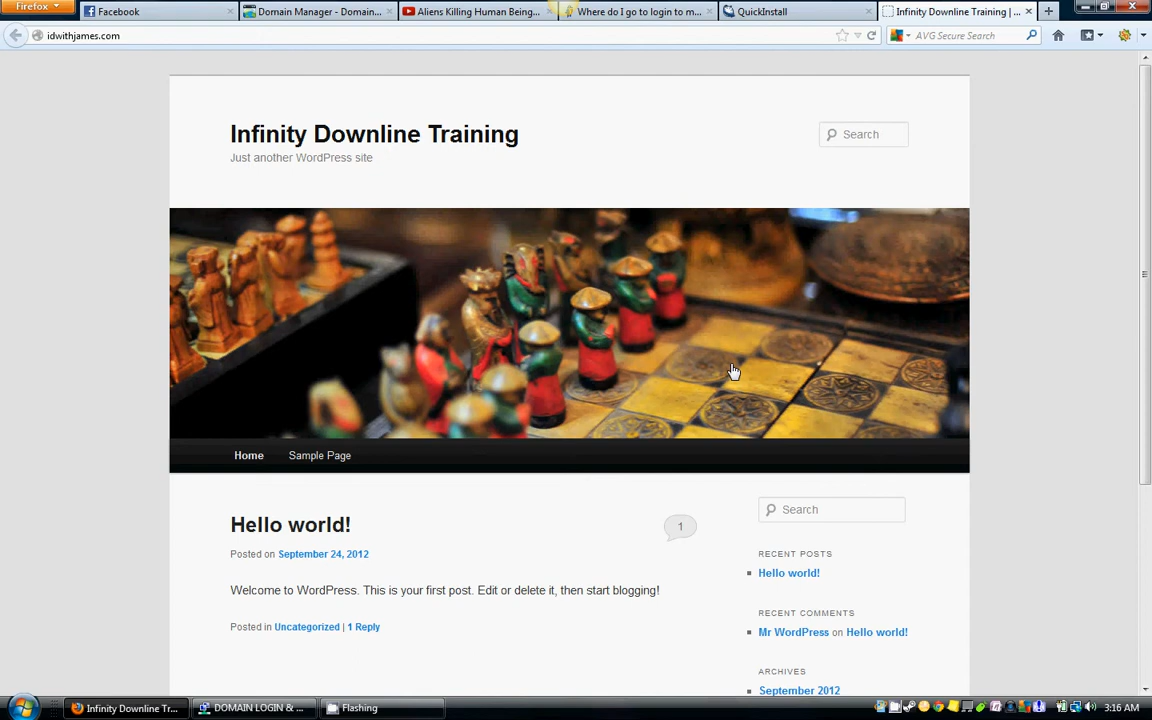 Firefox
Facebook
Domain Manager - Domain...
Aliens Killing Human Being...
Where do I go to login to m...
QuickInstall
Infinity Downline Training | ...
idwithjames.com
AVG Secure Search
Infinity Downline Training
Just another WordPress site
Search
Home
Sample Page
Hello world!
1
Posted on September 24, 2012
Welcome to WordPress. This is your first post. Edit or delete it, then start blogging!
Posted in Uncategorized | 1 Reply
Search
RECENT POSTS
Hello world!
RECENT COMMENTS
Mr WordPress on Hello world!
ARCHIVES
September 2012
Infinity Downline Tr...
DOMAIN LOGIN & ...
Flashing
3:16 AM